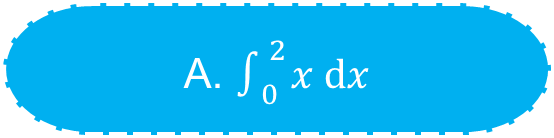 A. ∫₀² x dx